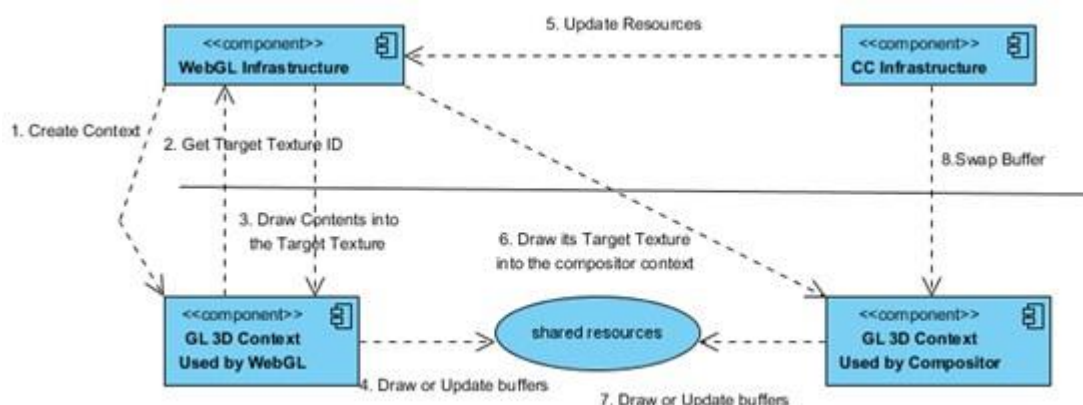 5. Update Resources
<<component>>
WebGL Infrastructure
<<component>>
CC Infrastructure
1. Create Context
2. Get Target Texture ID
8.Swap Buffer
3. Draw Contents into
the Target Texture
6. Draw its Target Texture
into the compositor context
<<component>>
GL 3D Context
Used by WebGL
shared resources
<<component>>
GL 3D Context
Used by Compositor
4. Draw or Update buffers
7. Draw or Update buffers